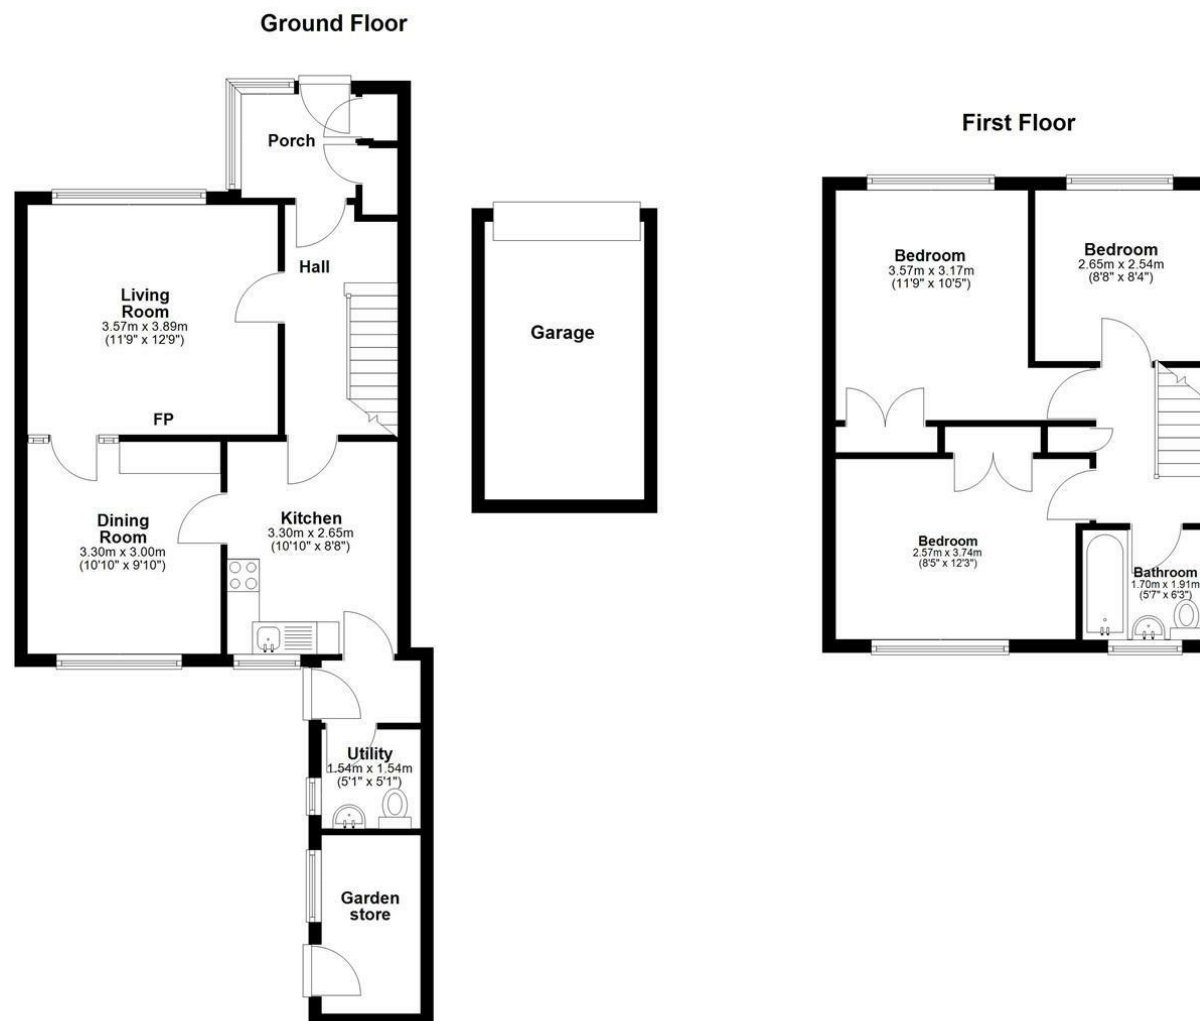 Ground Floor
Porch
Hall
Living
Room
3.57m x 3.89m
(11'9" x 12'9")
FP
Dining
Room
3.30m x 3.00m
(10'10" x 9'10")
Kitchen
3.30m x 2.65m
(10'10" x 8'8")
Utility
1.54m x 1.54m
(5'1" x 5'1")
Garden
store
Garage
First Floor
Bedroom
3.57m x 3.17m
(11'9" x 10'5")
Bedroom
2.65m x 2.54m
(8'8" x 8'4")
Bedroom
2.57m x 3.74m
(8'5" x 12'3")
Bathroom
1.70m x 1.91m
(5'7" x 6'3")